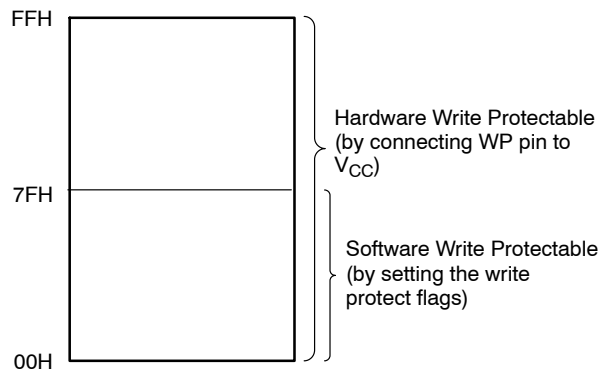 FFH
Hardware Write Protectable
(by connecting WP pin to
VCC)
7FH
Software Write Protectable
(by setting the write
protect flags)
00H